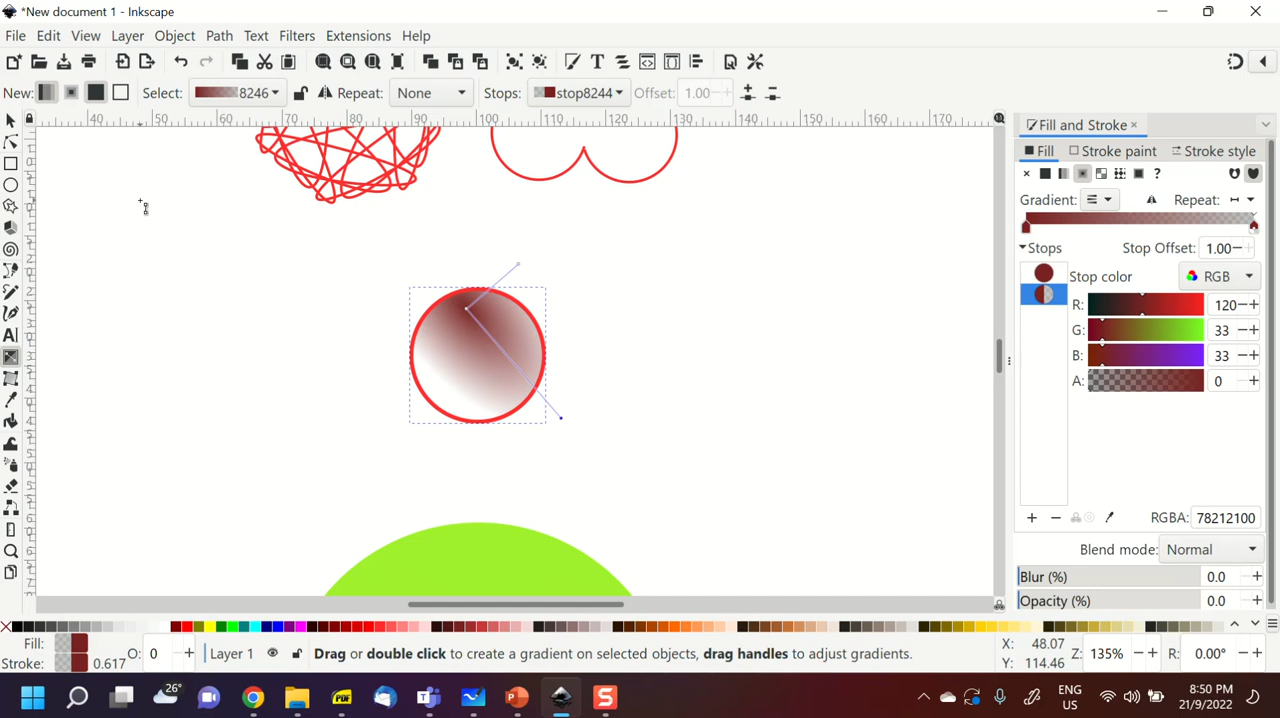 *New document 1 - Inkscape
File Edit View Layer Object Path Text Filters Extensions Help
New: Select: 8246 Repeat: None Stops: stop8244 Offset: 1.00
40 50 60 70 80 90 100 110 120 130 140 150 160 170
Fill and Stroke
Fill Stroke paint Stroke style
?
Gradient: Repeat:
Stops Stop Offset: 1.00
Stop color RGB
R: 120
G: 33
B: 33
A: 0
RGBA: 78212100
Blend mode: Normal
Blur (%) 0.0
Opacity (%) 0.0
Fill:
Stroke: 0.617 O: 0 Layer 1 Drag or double click to create a gradient on selected objects, drag handles to adjust gradients.
X: 48.07
Y: 114.46 Z: 135% R: 0.00°
26° PDF ENG
US 8:50 PM
21/9/2022